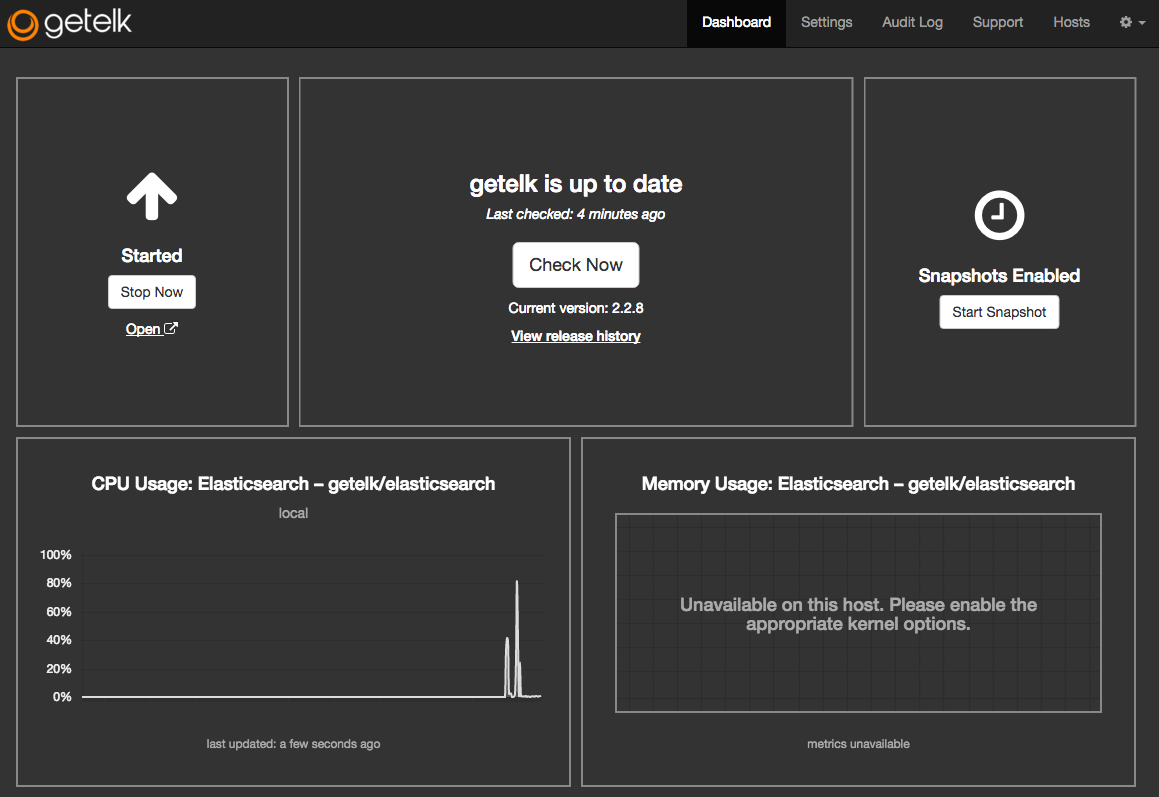 getelk
Dashboard Settings Audit Log Support Hosts
Started
Stop Now
Open
getelk is up to date
Last checked: 4 minutes ago
Check Now
Current version: 2.2.8
View release history
Snapshots Enabled
Start Snapshot
CPU Usage: Elasticsearch – getelk/elasticsearch
local
100%
80%
60%
40%
20%
0%
last updated: a few seconds ago
Memory Usage: Elasticsearch – getelk/elasticsearch
Unavailable on this host. Please enable the
appropriate kernel options.
metrics unavailable